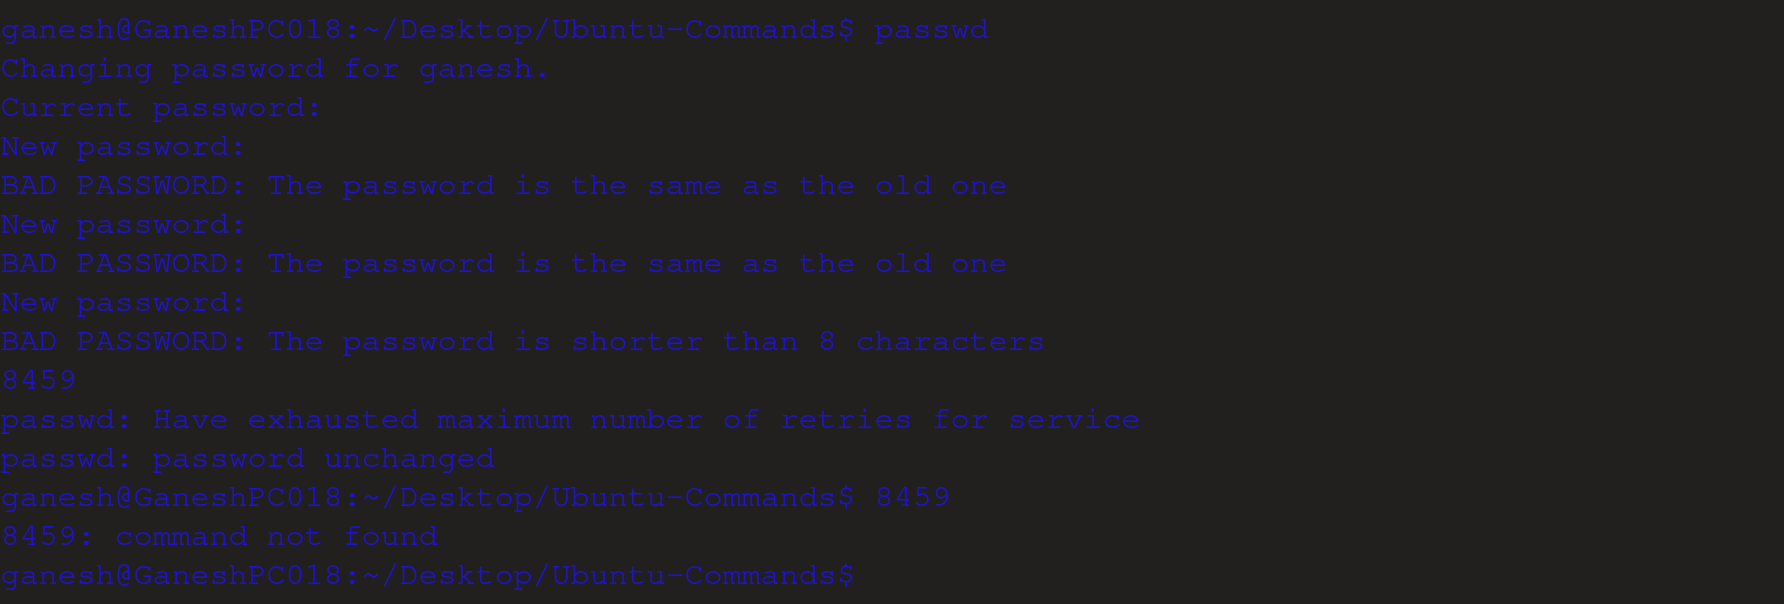 ganesh@GaneshPC018:~/Desktop/Ubuntu-Commands$ passwd
Changing password for ganesh.
Current password:
New password:
BAD PASSWORD: The password is the same as the old one
New password:
BAD PASSWORD: The password is the same as the old one
New password:
BAD PASSWORD: The password is shorter than 8 characters
8459
passwd: Have exhausted maximum number of retries for service
passwd: password unchanged
ganesh@GaneshPC018:~/Desktop/Ubuntu-Commands$ 8459
8459: command not found
ganesh@GaneshPC018:~/Desktop/Ubuntu-Commands$